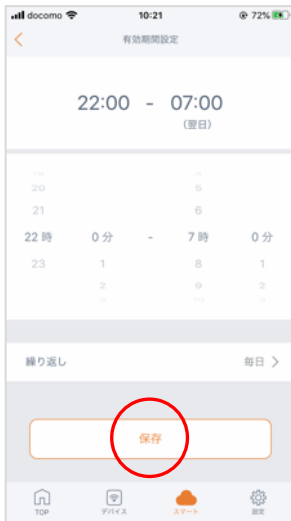 docomo 10:21 72%
有効期間設定
22:00 - 07:00
(翌日)
20 5
21 6
22 時 0 分 - 7 時 0 分
23 1 8 1
2 9 2
繰り返し 毎日
保存
TOP デバイス スマート 設定